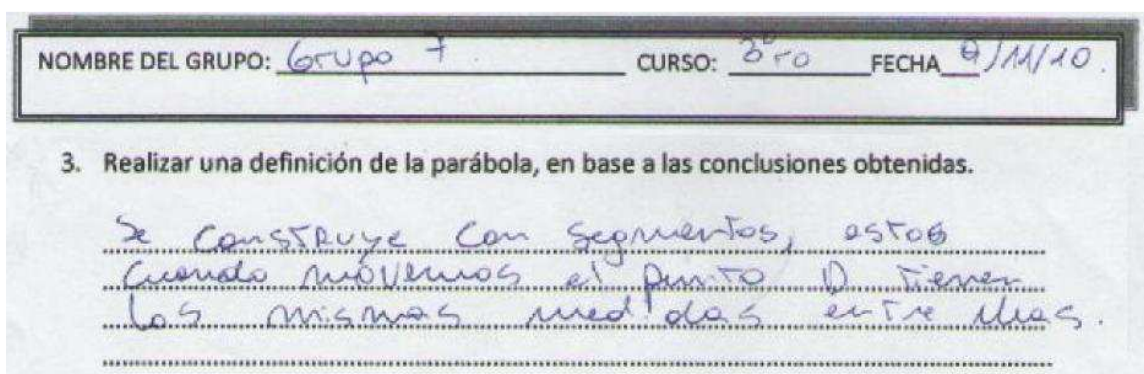 NOMBRE DEL GRUPO: Grupo 7. CURSO: 3ºro FECHA 9/11/10.
3. Realizar una definición de la parábola, en base a las conclusiones obtenidas.
Se construye con segmentos, estos
cuando movemos el punto D tienen
las mismas medidas entre ellas.